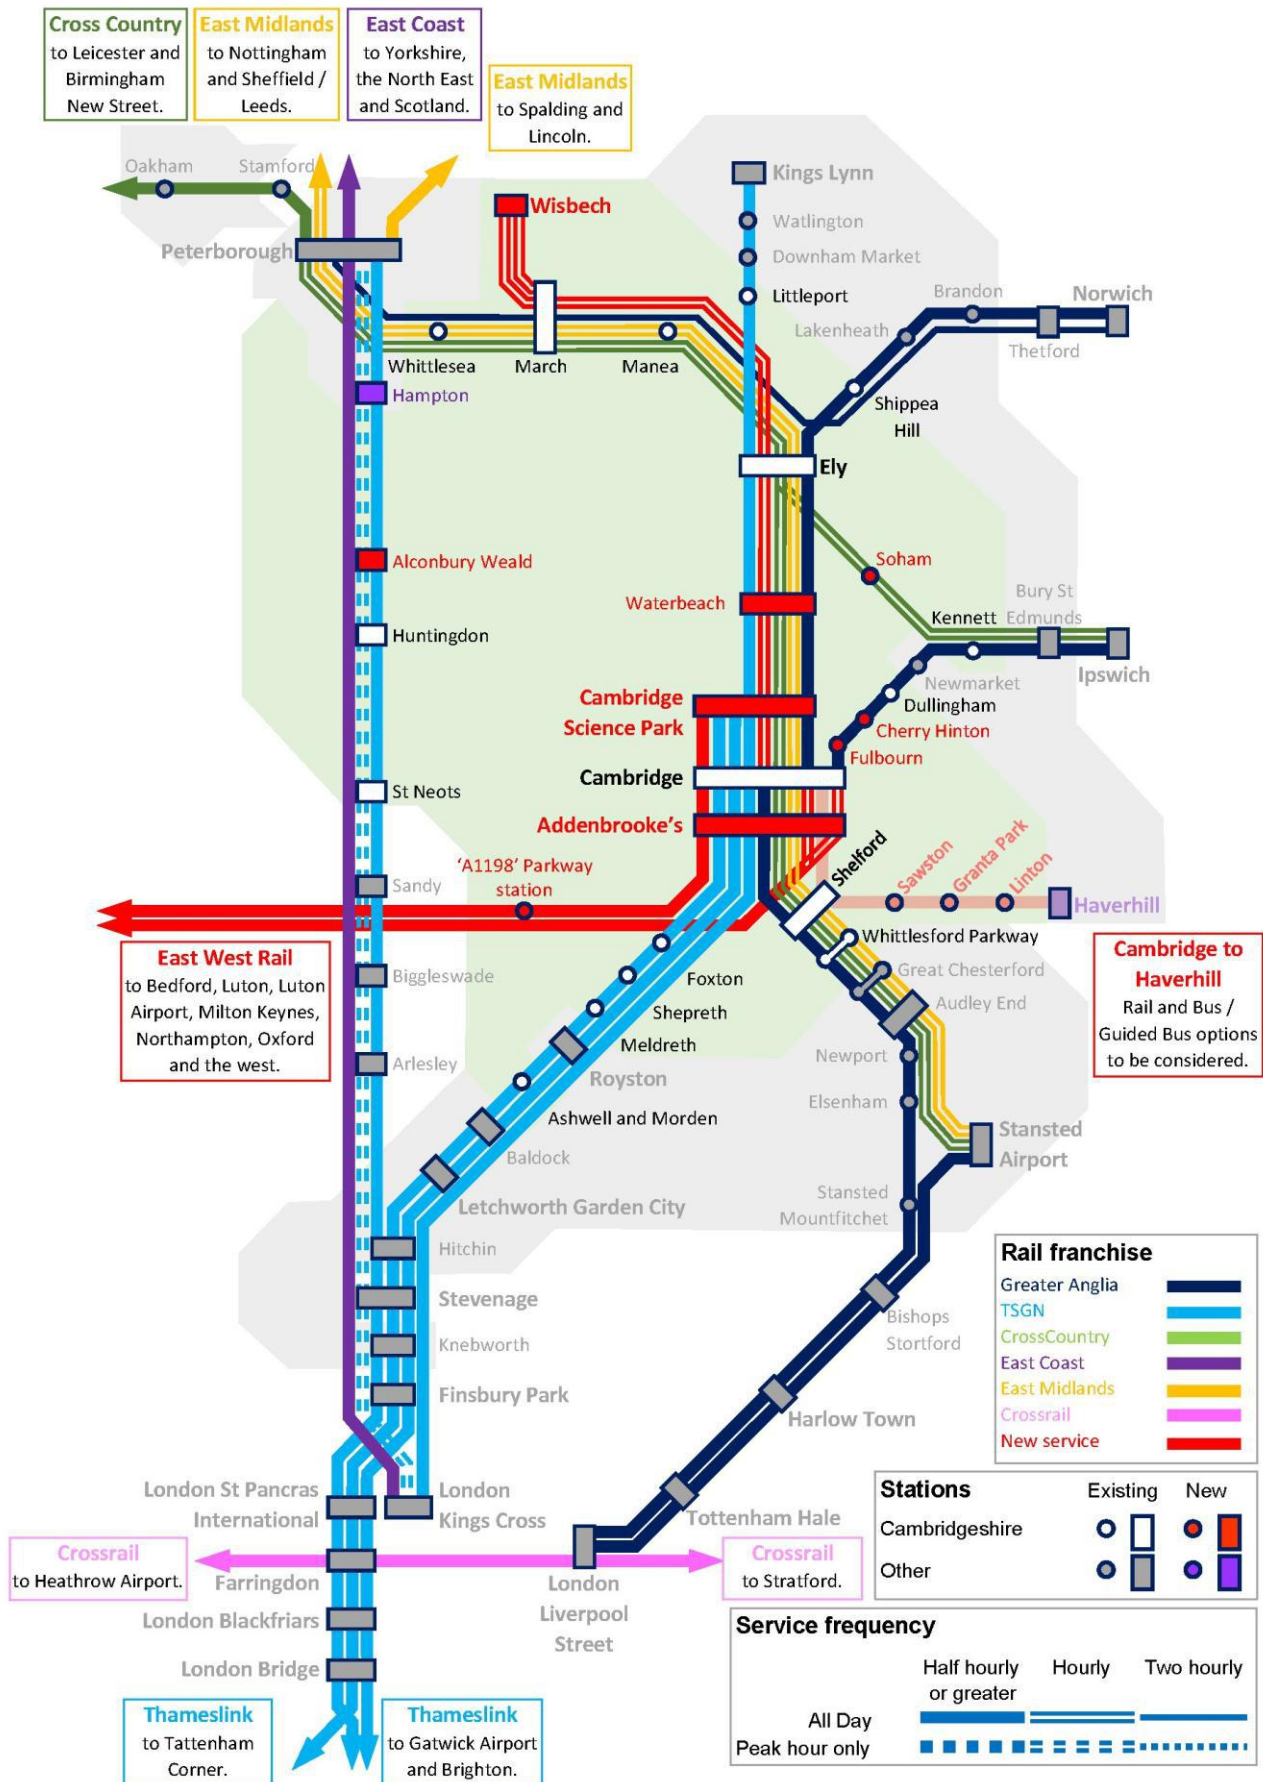 Cross Country
to Leicester and
Birmingham
New Street.
East Midlands
to Nottingham
and Sheffield /
Leeds.
East Coast
to Yorkshire,
the North East
and Scotland.
East Midlands
to Spalding and
Lincoln.
Oakham
Stamford
Kings Lynn
Wisbech
Watlington
Peterborough
Downham Market
Littleport
Brandon
Norwich
Lakenheath
Thetford
Whittlesea
March
Manea
Hampton
Shippea
Hill
Ely
Alconbury Weald
Soham
Waterbeach
Bury St
Edmunds
Kennett
Huntingdon
Ipswich
Newmarket
Dullingham
Cambridge
Science Park
Cherry Hinton
Fulbourn
Cambridge
St Neots
Addenbrooke's
Shelford
Sawston
Granta Park
Linton
Sandy
'A1198' Parkway
station
Haverhill
Whittlesford Parkway
East West Rail
to Bedford, Luton, Luton
Airport, Milton Keynes,
Northampton, Oxford
and the west.
Cambridge to
Haverhill
Rail and Bus /
Guided Bus options
to be considered.
Biggleswade
Foxton
Great Chesterford
Audley End
Shepreth
Meldreth
Arlesley
Newport
Royston
Elsenham
Ashwell and Morden
Stansted
Airport
Baldock
Letchworth Garden City
Stansted
Mountfitchet
Hitchin
Stevenage
Knebworth
Bishops
Stortford
Finsbury Park
Harlow Town
Rail franchise
Greater Anglia
TSGN
CrossCountry
East Coast
East Midlands
Crossrail
New service
London St Pancras
International
London
Kings Cross
Tottenham Hale
Stations
Existing
New
Cambridgeshire
Other
Crossrail
to Heathrow Airport.
Farringdon
London
Liverpool
Street
Crossrail
to Stratford.
London Blackfriars
London Bridge
Service frequency
Half hourly
or greater
Hourly
Two hourly
All Day
Peak hour only
Thameslink
to Tattenham
Corner.
Thameslink
to Gatwick Airport
and Brighton.